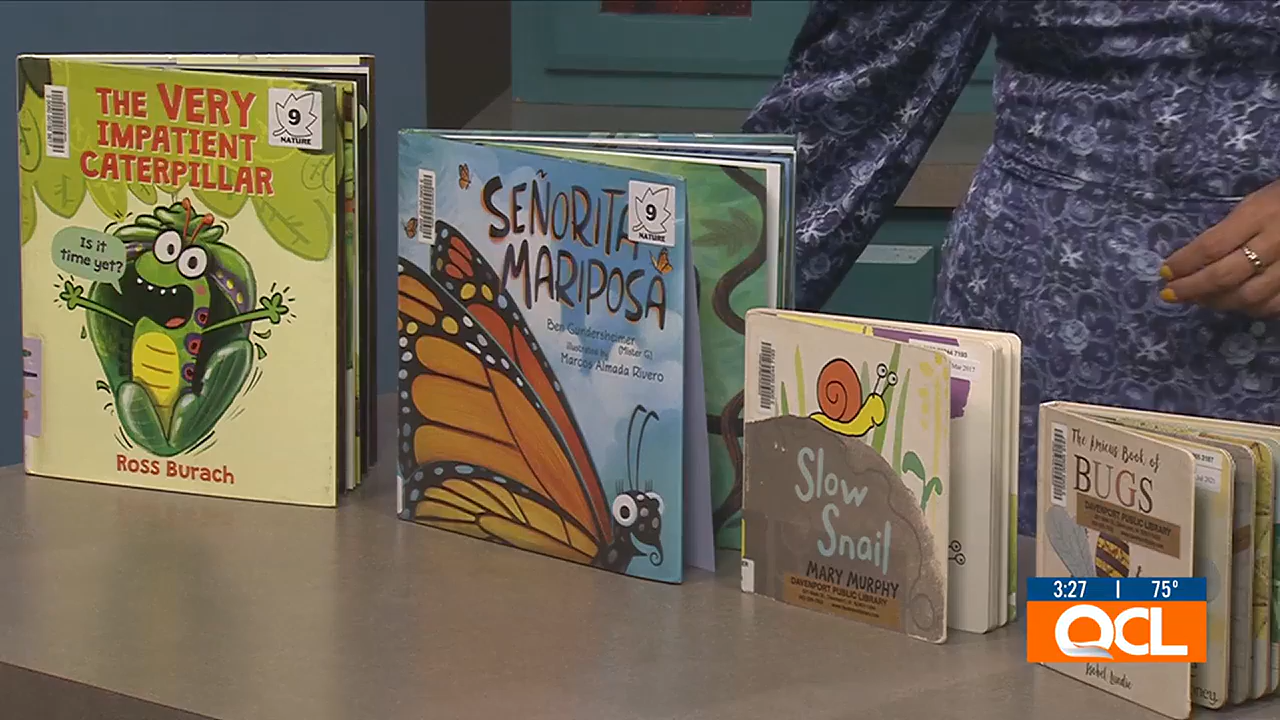 THE VERY
IMPATIENT
CATERPILLAR
9
NATURE
Is it
time yet?
Ross Burach
SEÑORITA
MARIPOSA
9
NATURE
Ben Gundersheimer
(Mister G)
illustrated by
Marcos Almada Rivero
Slow
Snail
MARY MURPHY
DAVENPORT PUBLIC LIBRARY
The Amicus Book of
BUGS
DAVENPORT PUBLIC LIBRARY
Isobel Lundie
3:27 | 75°
QCL